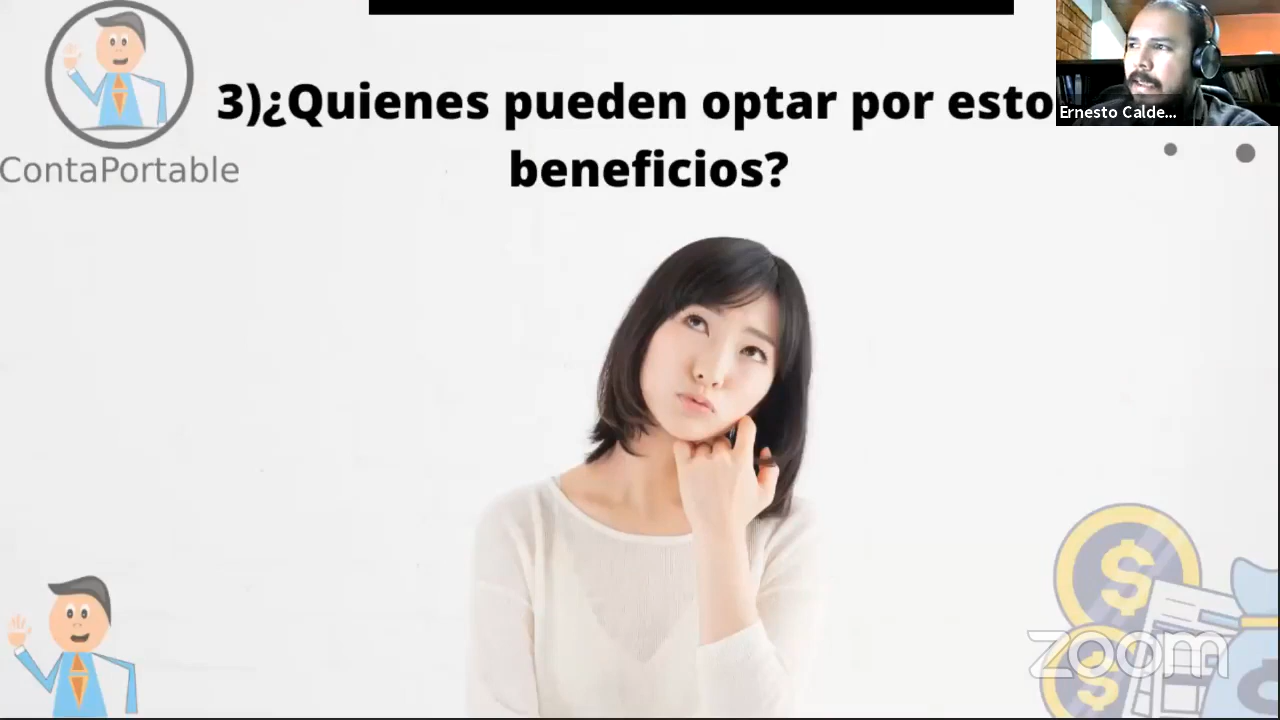 3)¿Quienes pueden optar por esto
beneficios?
Ernesto Calde...
ContaPortable
zoom